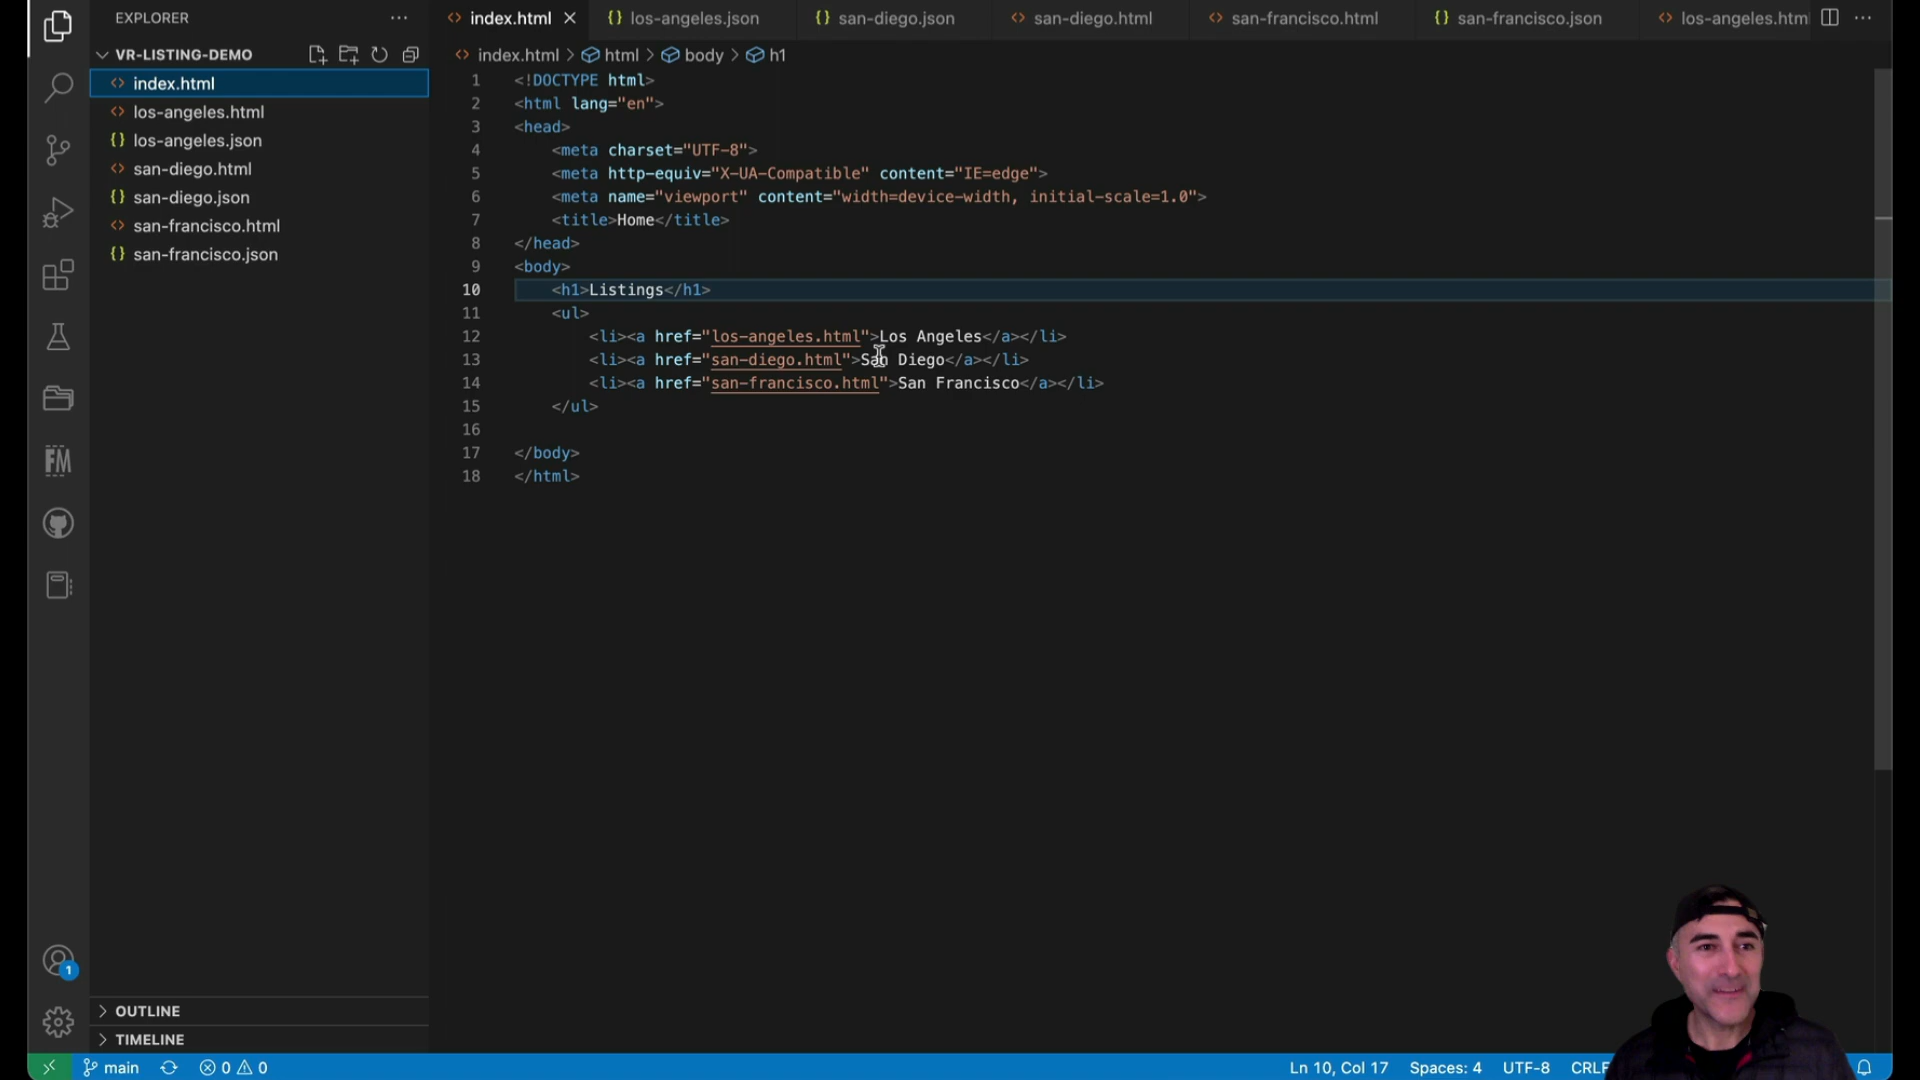 EXPLORER
VR-LISTING-DEMO
index.html
los-angeles.html
los-angeles.json
san-diego.html
san-diego.json
san-francisco.html
san-francisco.json
OUTLINE
TIMELINE
index.html los-angeles.json san-diego.json san-diego.html san-francisco.html san-francisco.json los-angeles.htm
index.html > html > body > h1
1 <!DOCTYPE html>
2 <html lang="en">
3 <head>
4 <meta charset="UTF-8">
5 <meta http-equiv="X-UA-Compatible" content="IE=edge">
6 <meta name="viewport" content="width=device-width, initial-scale=1.0">
7 <title>Home</title>
8 </head>
9 <body>
10 <h1>Listings</h1>
11 <ul>
12 <li><a href="los-angeles.html">Los Angeles</a></li>
13 <li><a href="san-diego.html">San Diego</a></li>
14 <li><a href="san-francisco.html">San Francisco</a></li>
15 </ul>
16
17 </body>
18 </html>
FM
1
main 0 0 Ln 10, Col 17 Spaces: 4 UTF-8 CRLF